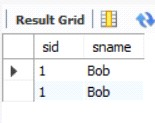 Result Grid
sid sname
1 Bob
1 Bob